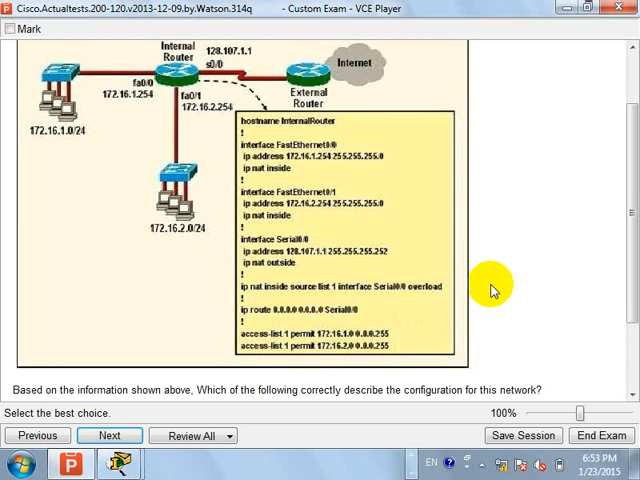 Cisco.Actualtests.200-120.v2013-12-09.by.Watson.314q - Custom Exam - VCE Player
Mark
Internal
Router
128.107.1.1
s0/0
Internet
External
Router
fa0/0
172.16.1.254
fa0/1
172.16.2.254
172.16.1.0/24
172.16.2.0/24
hostname InternalRouter
!
interface FastEthernet0/0
ip address 172.16.1.254 255.255.255.0
ip nat inside
!
interface FastEthernet0/1
ip address 172.16.2.254 255.255.255.0
ip nat inside
!
interface Serial0/0
ip address 128.107.1.1 255.255.255.252
ip nat outside
!
ip nat inside source list 1 interface Serial0/0 overload
!
ip route 0.0.0.0 0.0.0.0 Serial0/0
!
access-list 1 permit 172.16.1.0 0.0.0.255
access-list 1 permit 172.16.2.0 0.0.0.255
Based on the information shown above, Which of the following correctly describe the configuration for this network?
Select the best choice.
100%
Previous
Next
Review All
Save Session
End Exam
EN
6:53 PM
1/23/2015